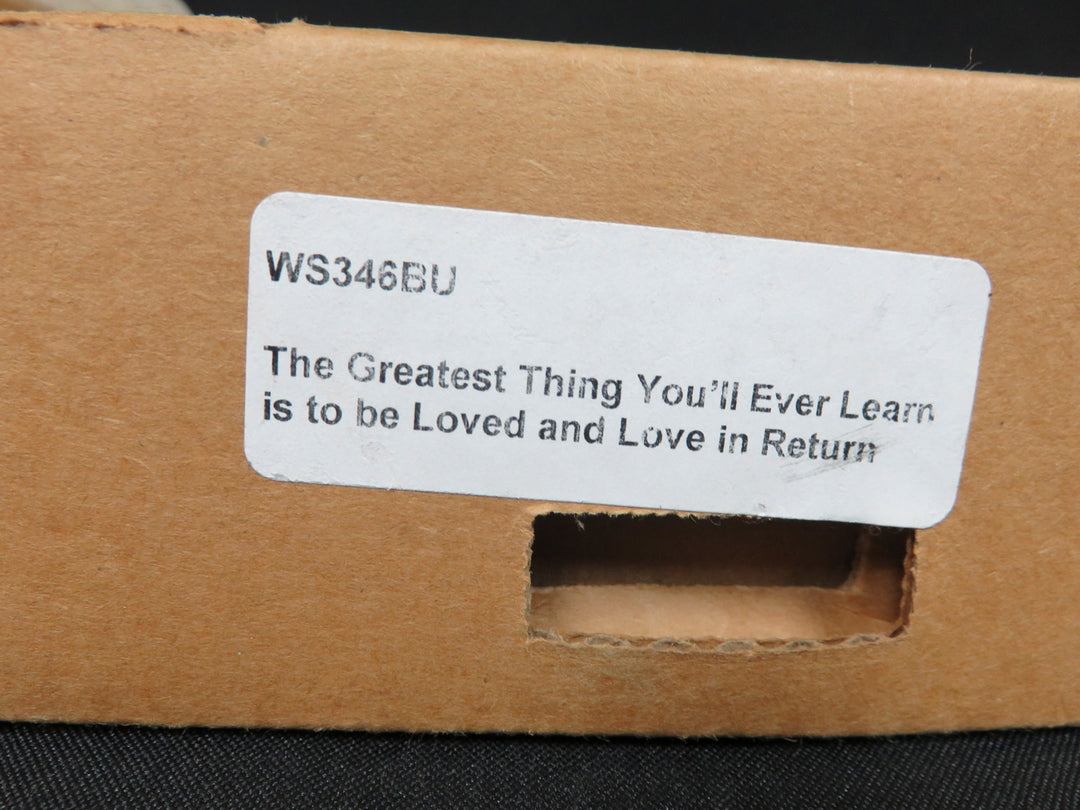 WS346BU
The Greatest Thing You'll Ever Learn
is to be Loved and Love in Return